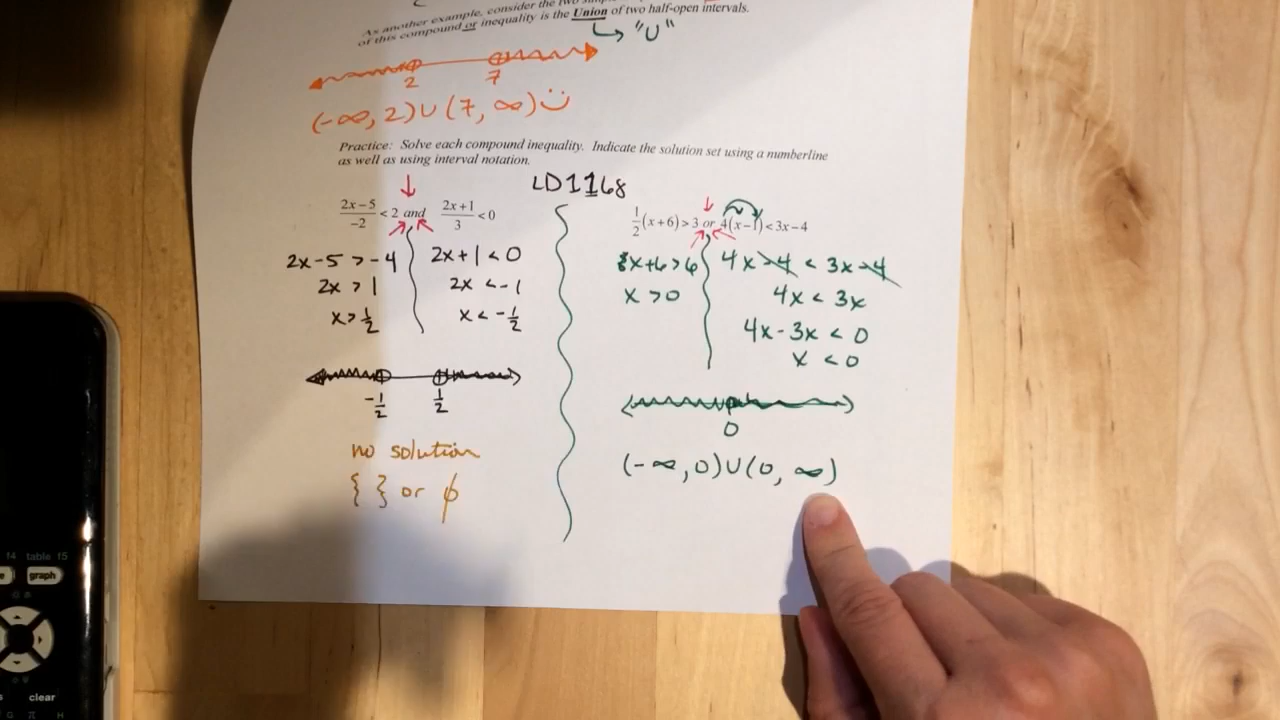 As another example, consider the two
of this compound or inequality is the Union of two half-open intervals.
↳ "U"
2 7
(-∞, 2) ∪ (7, ∞) :)
Practice: Solve each compound inequality. Indicate the solution set using a numberline
as well as using interval notation.
LD1168
(2x-5)/(-2) < 2 and (2x+1)/3 < 0
2x-5 > -4 2x+1 < 0
2x > 1 2x < -1
x > 1/2 x < -1/2
-1/2 1/2
no solution
{ } or ∅
1/2(x+6) > 3 or 4(x-1) < 3x-4
x+6 > 6 4x-4 < 3x-4
x > 0 4x < 3x
4x-3x < 0
x < 0
0
(-∞, 0) ∪ (0, ∞)
f4 table f5
graph
clear